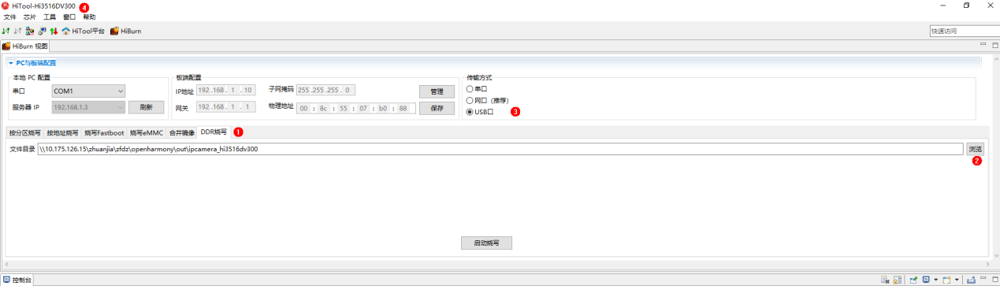 HiTool-Hi3516DV300 4
文件 芯片 工具 窗口 帮助
HiTool平台 HiBurn 快速访问
HiBurn 视图
PC与板端配置
本地 PC 配置 板端配置 传输方式
串口 COM1 IP地址 192 .168 . 1 . 10 子网掩码 255 .255 .255 . 0 管理 串口
网口（推荐）
服务器 IP 192.168.1.3 刷新 网关 192 .168 . 1 . 1 物理地址 00 : 8c : 55 : 07 : b0 : 88 保存 USB口 3
按分区烧写 按地址烧写 烧写Fastboot 烧写eMMC 合并镜像 DDR烧写 1
文件目录 \\10.175.126.15\zhuanjia\zfdz\openharmony\out\ipcamera_hi3516dv300 浏览
2
启动烧写
控制台